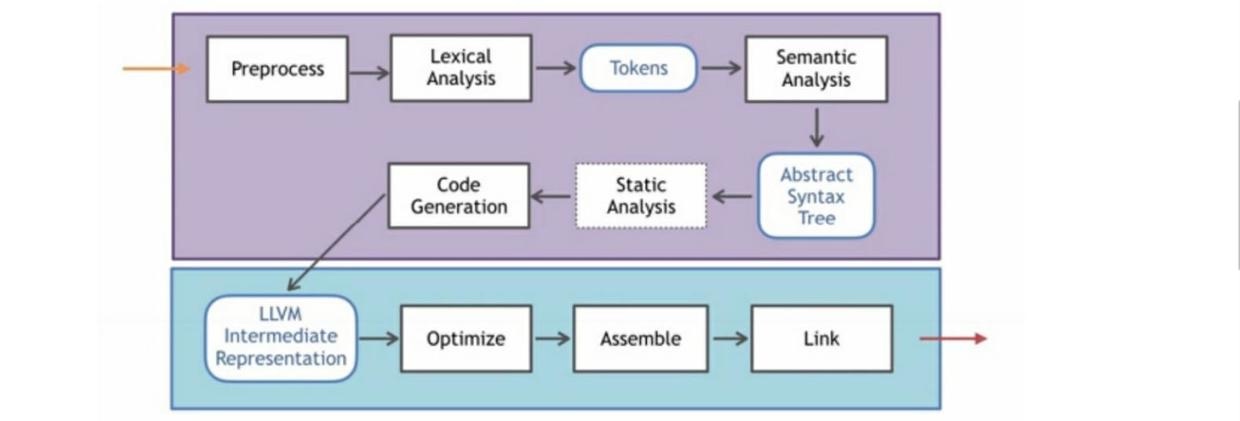 Preprocess
Lexical
Analysis
Tokens
Semantic
Analysis
Abstract
Syntax
Tree
Static
Analysis
Code
Generation
LLVM
Intermediate
Representation
Optimize
Assemble
Link